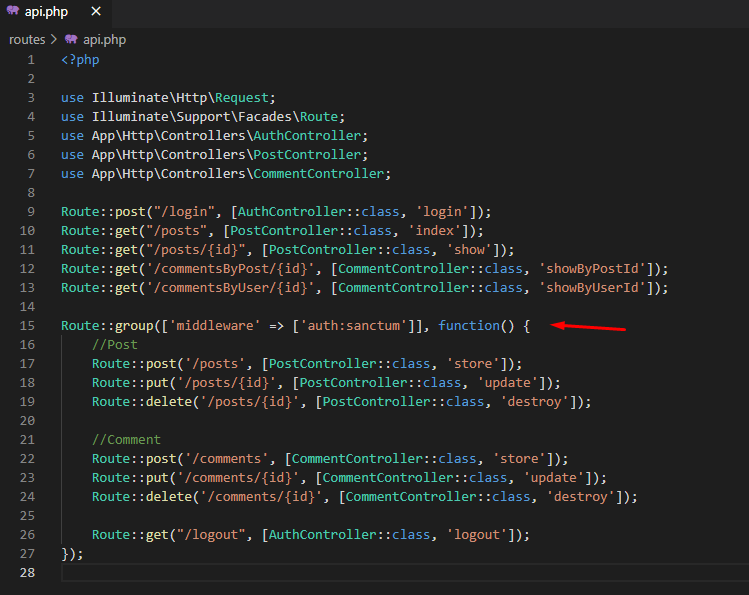 api.php ×
routes > api.php
1 <?php
2
3 use Illuminate\Http\Request;
4 use Illuminate\Support\Facades\Route;
5 use App\Http\Controllers\AuthController;
6 use App\Http\Controllers\PostController;
7 use App\Http\Controllers\CommentController;
8
9 Route::post("/login", [AuthController::class, 'login']);
10 Route::get("/posts", [PostController::class, 'index']);
11 Route::get("/posts/{id}", [PostController::class, 'show']);
12 Route::get('/commentsByPost/{id}', [CommentController::class, 'showByPostId']);
13 Route::get('/commentsByUser/{id}', [CommentController::class, 'showByUserId']);
14
15 Route::group(['middleware' => ['auth:sanctum']], function() {
16     //Post
17     Route::post('/posts', [PostController::class, 'store']);
18     Route::put('/posts/{id}', [PostController::class, 'update']);
19     Route::delete('/posts/{id}', [PostController::class, 'destroy']);
20
21     //Comment
22     Route::post('/comments', [CommentController::class, 'store']);
23     Route::put('/comments/{id}', [CommentController::class, 'update']);
24     Route::delete('/comments/{id}', [CommentController::class, 'destroy']);
25
26     Route::get("/logout", [AuthController::class, 'logout']);
27 });
28